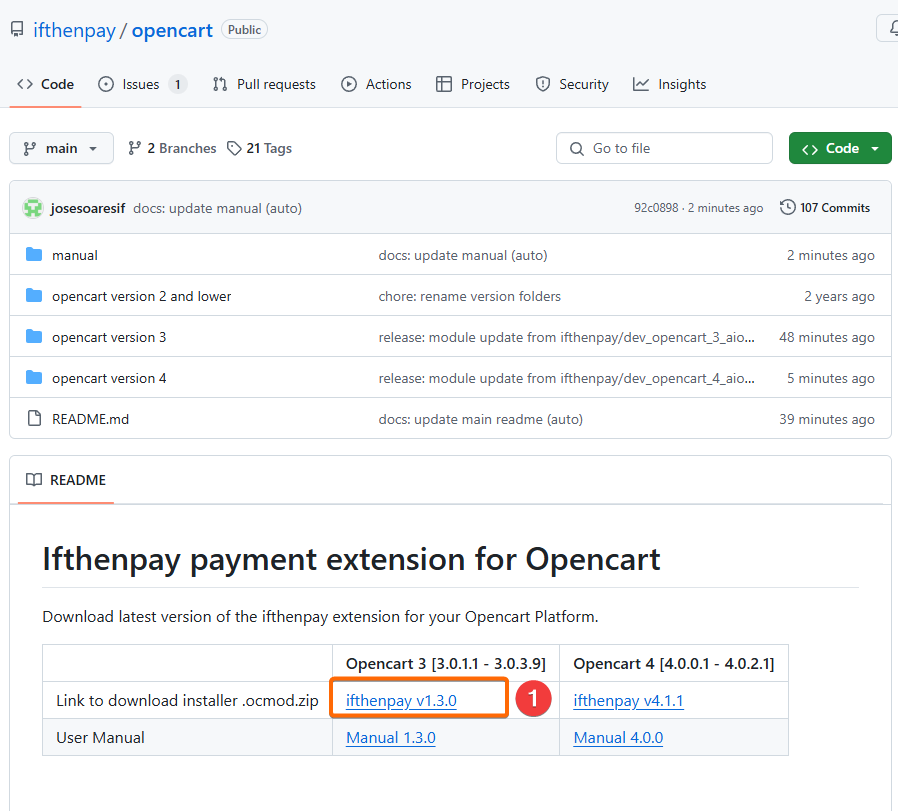 ifthenpay / opencart Public
Code Issues 1 Pull requests Actions Projects Security Insights
main 2 Branches 21 Tags Go to file Code
josesoaresif docs: update manual (auto) 92c0898 · 2 minutes ago 107 Commits
manual docs: update manual (auto) 2 minutes ago
opencart version 2 and lower chore: rename version folders 2 years ago
opencart version 3 release: module update from ifthenpay/dev_opencart_3_aio... 48 minutes ago
opencart version 4 release: module update from ifthenpay/dev_opencart_4_aio... 5 minutes ago
README.md docs: update main readme (auto) 39 minutes ago
README
Ifthenpay payment extension for Opencart
Download latest version of the ifthenpay extension for your Opencart Platform.
Opencart 3 [3.0.1.1 - 3.0.3.9] Opencart 4 [4.0.0.1 - 4.0.2.1]
Link to download installer .ocmod.zip ifthenpay v1.3.0 1 ifthenpay v4.1.1
User Manual Manual 1.3.0 Manual 4.0.0